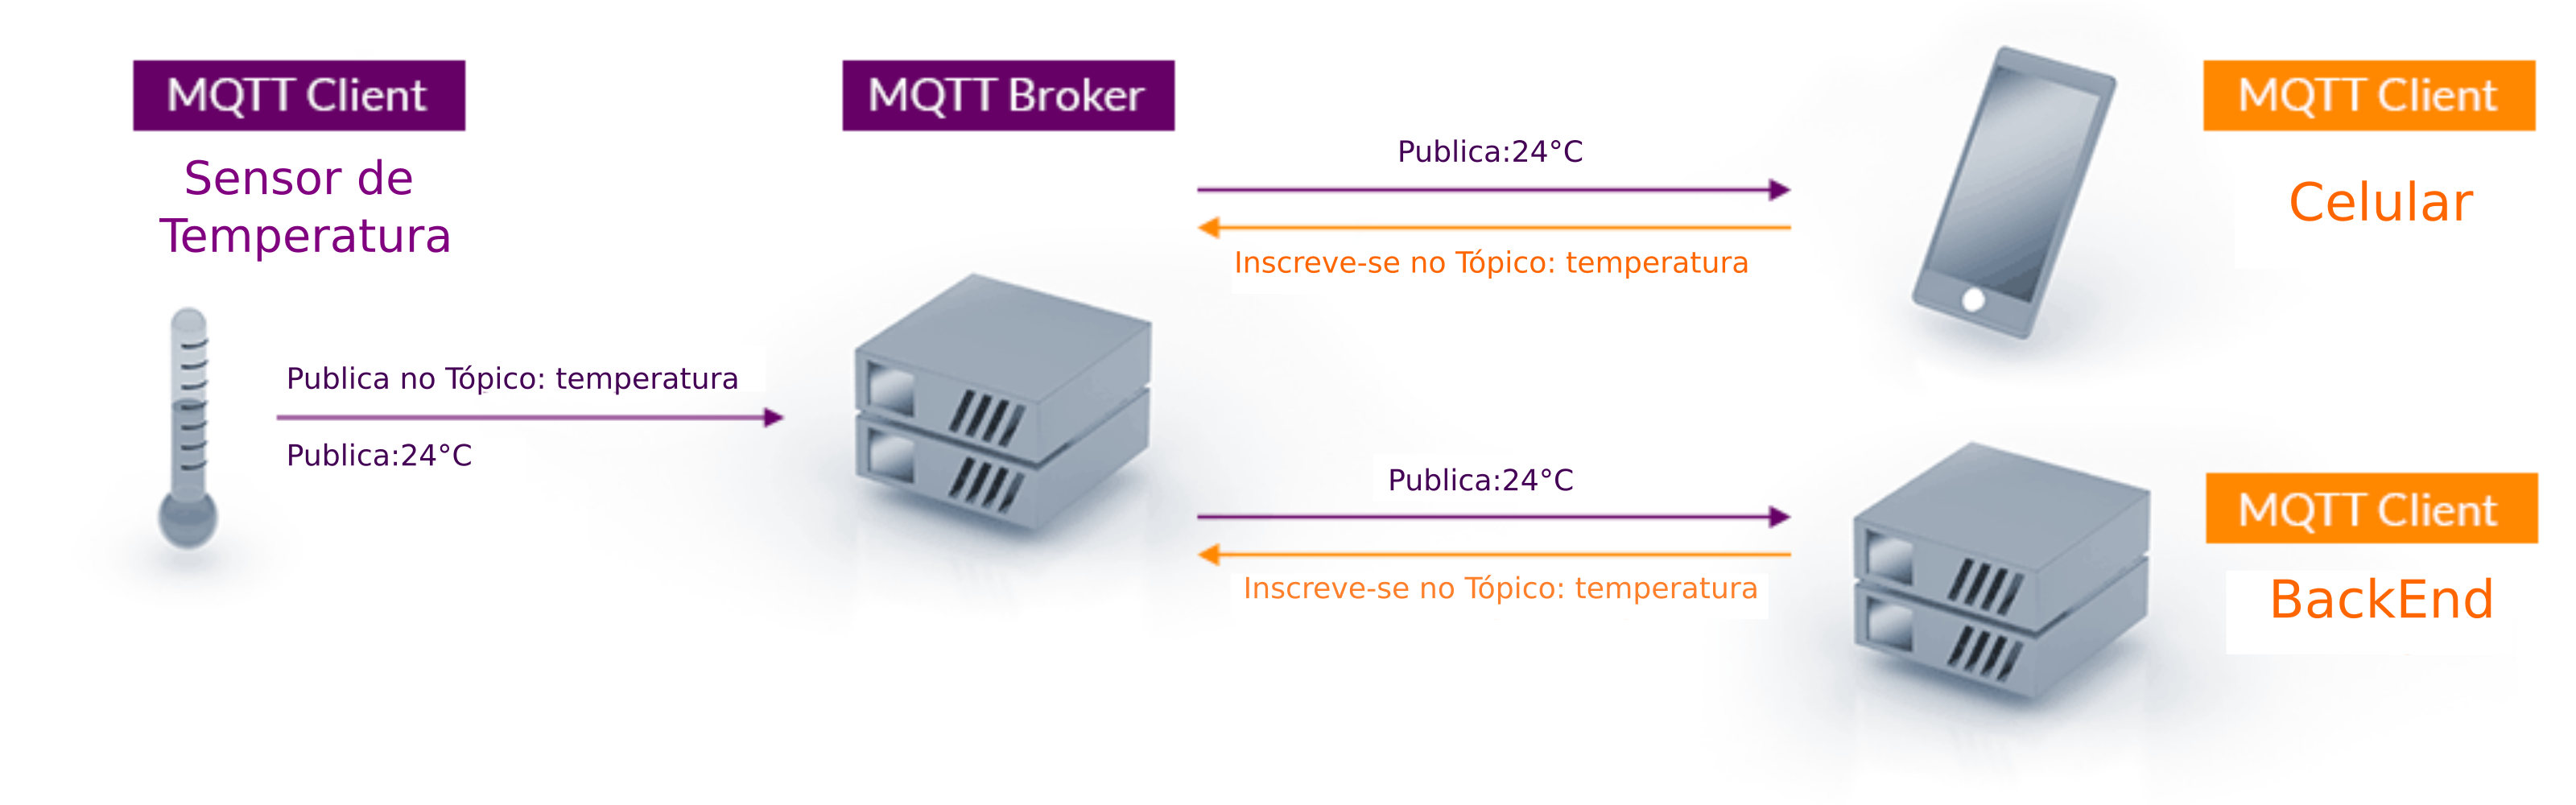 MQTT Client
Sensor de
Temperatura
Publica no Tópico: temperatura
Publica:24°C
MQTT Broker
Publica:24°C
Inscreve-se no Tópico: temperatura
MQTT Client
Celular
Publica:24°C
Inscreve-se no Tópico: temperatura
MQTT Client
BackEnd